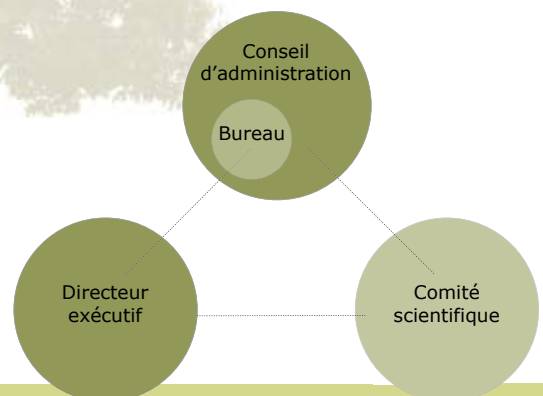 Conseil
d'administration
Bureau
Directeur
exécutif
Comité
scientifique